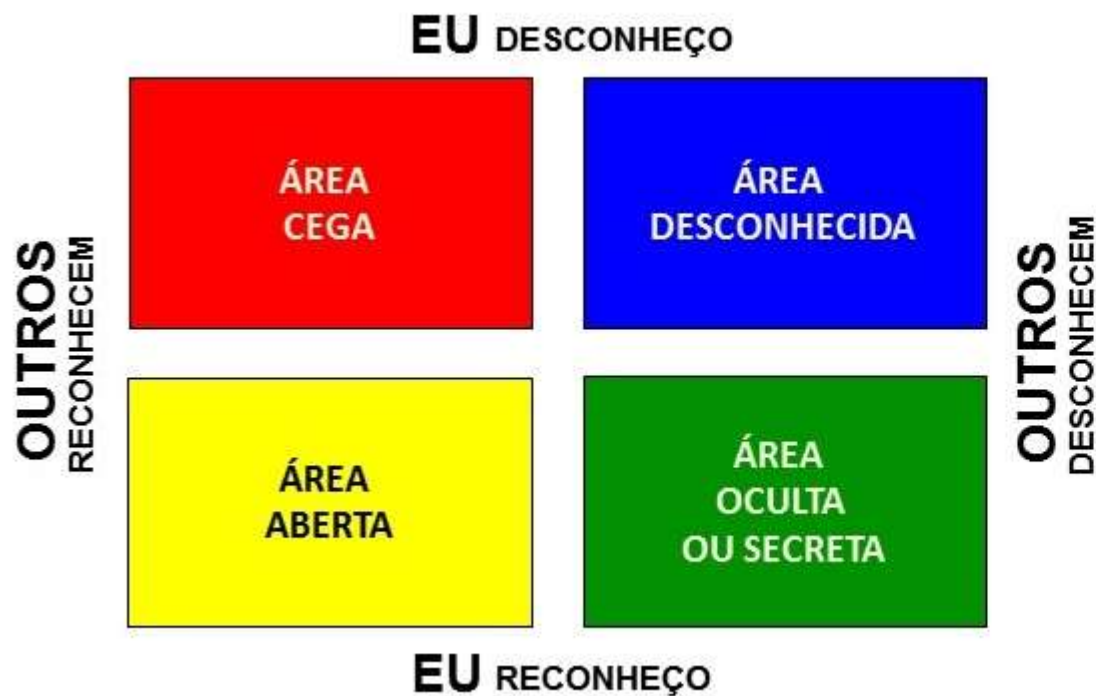 EU DESCONHEÇO
ÁREA
CEGA
ÁREA
DESCONHECIDA
OUTROS
RECONHECEM
OUTROS
DESCONHECEM
ÁREA
ABERTA
ÁREA
OCULTA
OU SECRETA
EU RECONHEÇO